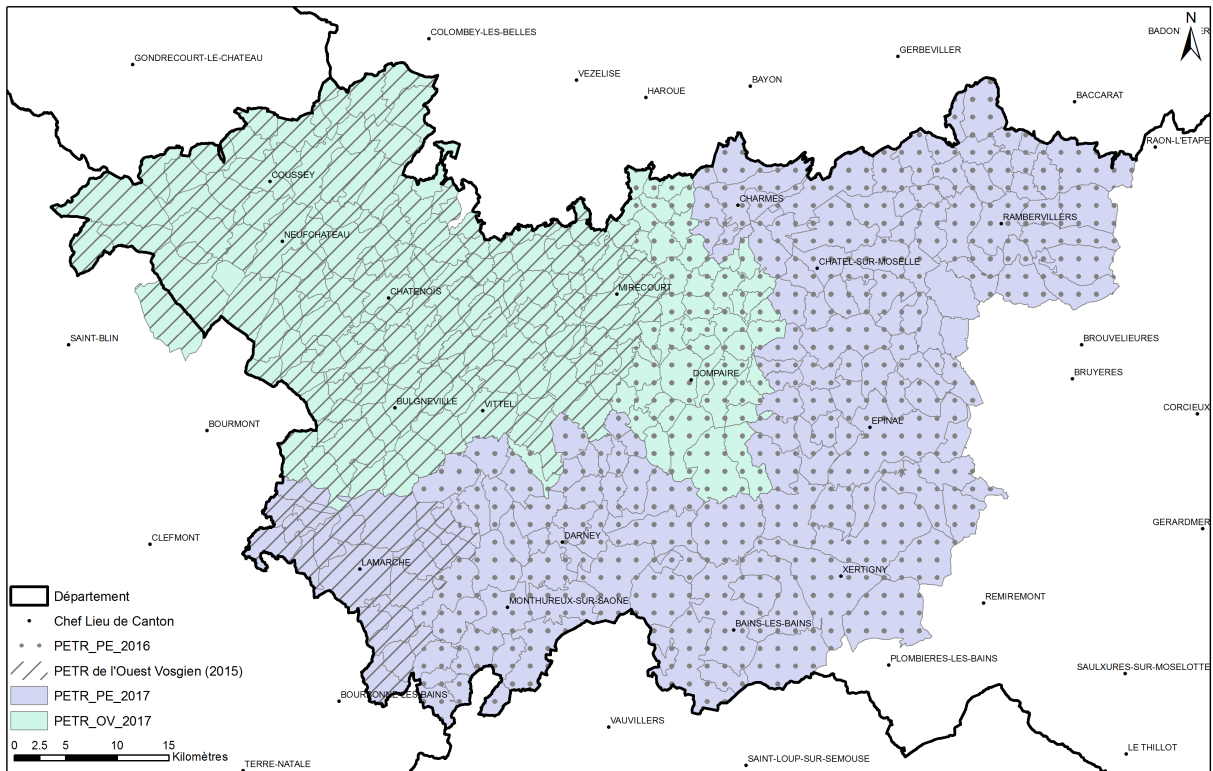 COLOMBEY-LES-BELLES
N
BADON
ER
GERBEVILLER
GONDRECOURT-LE-CHATEAU
VEZELISE
BAYON
HAROUE
BACCARAT
RAON-L'ETAPE
COUSSEY
CHARMES
RAMBERVILLERS
NEUFCHATEAU
CHATEL-SUR-MOSELLE
CHATENOIS
MIRECOURT
SAINT-BLIN
BROUVELIEURES
DOMPAIRE
BRUYERES
BULGNEVILLE
VITTEL
CORCIEUX
BOURMONT
EPINAL
GERARDMER
CLEFMONT
DARNEY
LAMARCHE
XERTIGNY
MONTHUREUX-SUR-SAONE
REMIREMONT
BAINS-LES-BAINS
PLOMBIERES-LES-BAINS
SAULXURES-SUR-MOSELOTTE
BOURBONNE-LES-BAINS
VAUVILLERS
LE THILLOT
TERRE-NATALE
SAINT-LOUP-SUR-SEMOUSE
Département
Chef Lieu de Canton
PETR_PE_2016
PETR de l'Ouest Vosgien (2015)
PETR_PE_2017
PETR_OV_2017
0 2.5 5 10 15
Kilomètres